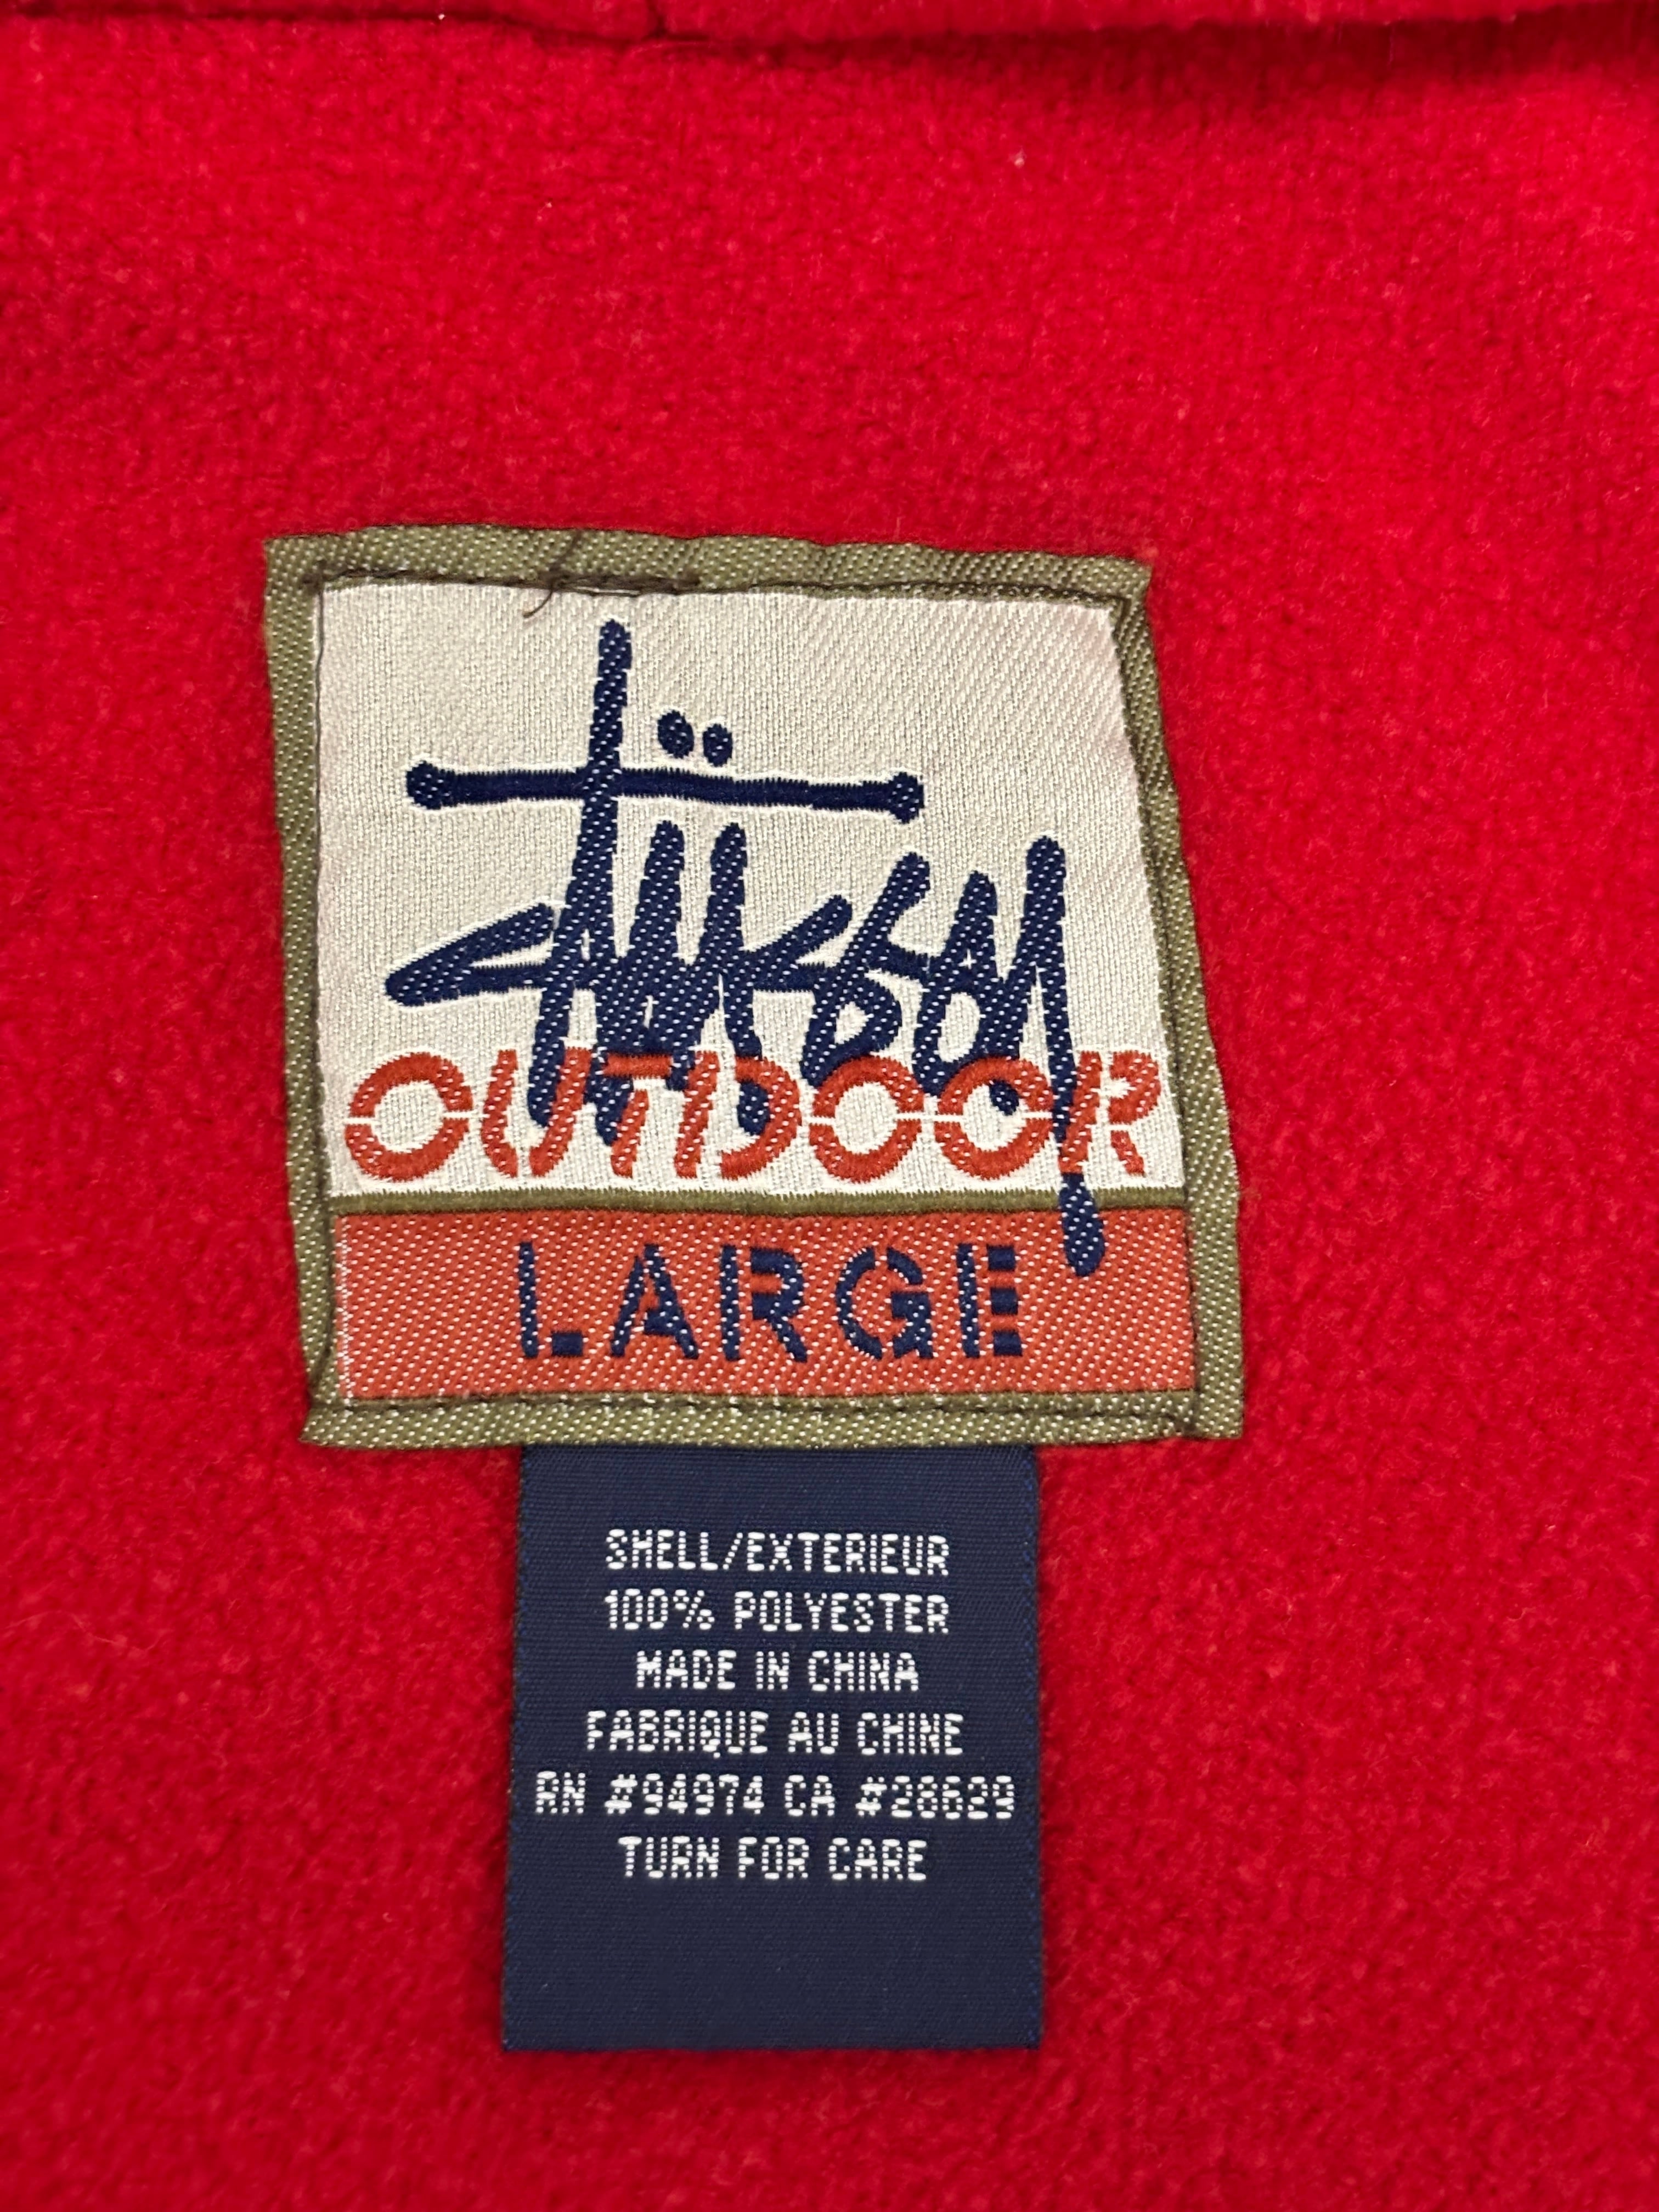 Stüssy
OUTDOOR
LARGE
SHELL/EXTERIEUR
100% POLYESTER
MADE IN CHINA
FABRIQUE AU CHINE
RN #94974 CA #28629
TURN FOR CARE